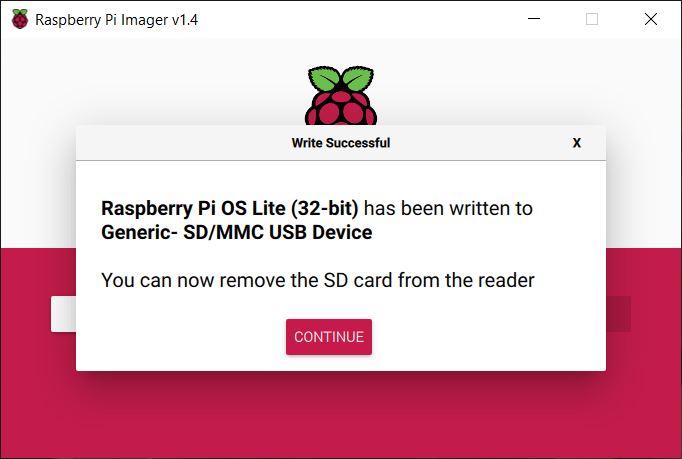 Raspberry Pi Imager v1.4
Write Successful X
Raspberry Pi OS Lite (32-bit) has been written to
Generic- SD/MMC USB Device
You can now remove the SD card from the reader
CONTINUE